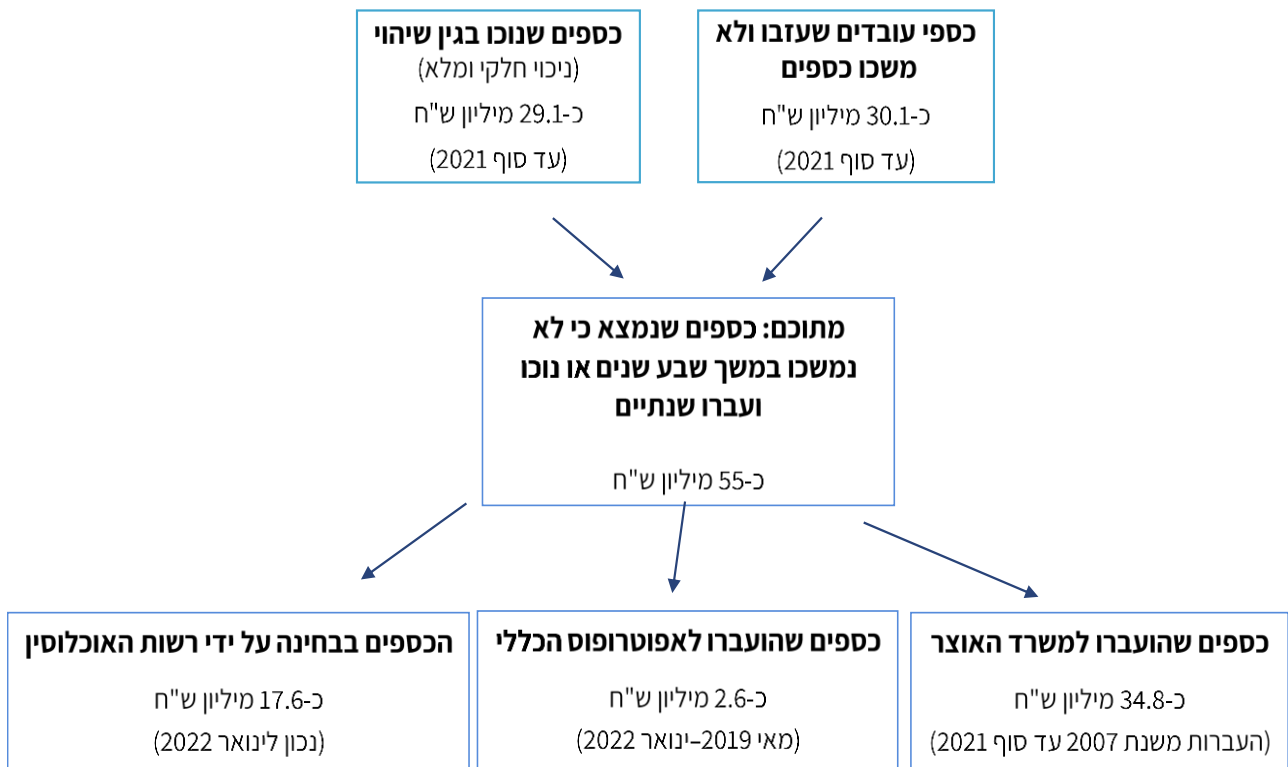 כספי עובדים שעזבו ולא
משכו כספים
כ-30.1 מיליון ש"ח
(עד סוף 2021)
כספים שנוכו בגין שיהוי
(ניכוי חלקי ומלא)
כ-29.1 מיליון ש"ח
(עד סוף 2021)
מתוכם: כספים שנמצא כי לא
נמשכו במשך שבע שנים או נוכו
ועברו שנתיים
כ-55 מיליון ש"ח
כספים שהועברו למשרד האוצר
כ-34.8 מיליון ש"ח
(העברות משנת 2007 עד סוף 2021)
כספים שהועברו לאפוטרופוס הכללי
כ-2.6 מיליון ש"ח
(מאי 2019–ינואר 2022)
הכספים בבחינה על ידי רשות האוכלוסין
כ-17.6 מיליון ש"ח
(נכון לינואר 2022)